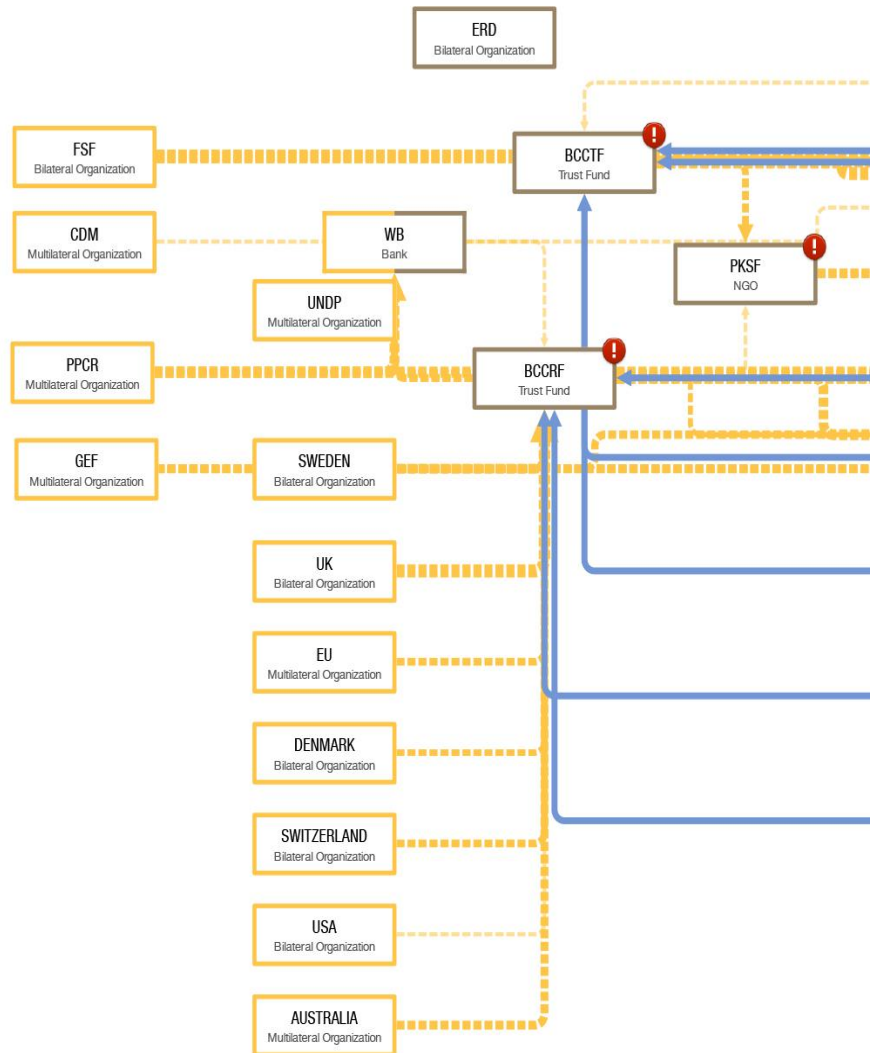 ERD
Bilateral Organization
FSF
Bilateral Organization
BCCTF
Trust Fund
!
CDM
Multilateral Organization
WB
Bank
PKSF
NGO
!
UNDP
Multilateral Organization
PPCR
Multilateral Organization
BCCRF
Trust Fund
!
GEF
Multilateral Organization
SWEDEN
Bilateral Organization
UK
Bilateral Organization
EU
Multilateral Organization
DENMARK
Bilateral Organization
SWITZERLAND
Bilateral Organization
USA
Bilateral Organization
AUSTRALIA
Multilateral Organization